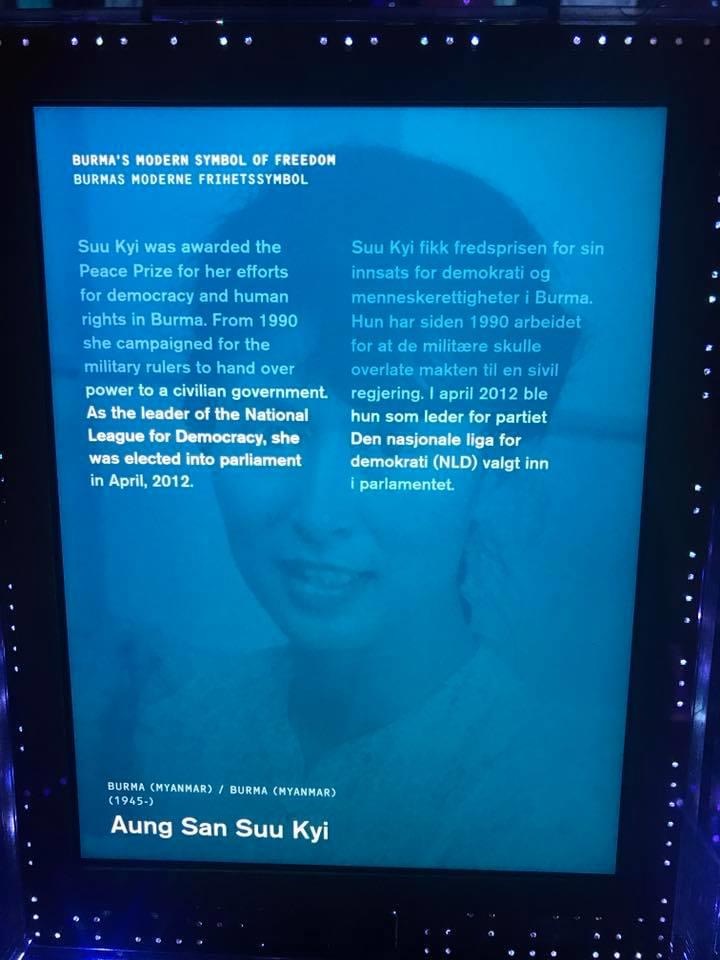 BURMA'S MODERN SYMBOL OF FREEDOM
BURMAS MODERNE FRIHETSSYMBOL
Suu Kyi was awarded the
Peace Prize for her efforts
for democracy and human
rights in Burma. From 1990
she campaigned for the
military rulers to hand over
power to a civilian government.
As the leader of the National
League for Democracy, she
was elected into parliament
in April, 2012.
Suu Kyi fikk fredsprisen for sin
innsats for demokrati og
menneskerettigheter i Burma.
Hun har siden 1990 arbeidet
for at de militære skulle
overlate makten til en sivil
regjering. I april 2012 ble
hun som leder for partiet
Den nasjonale liga for
demokrati (NLD) valgt inn
i parlamentet.
BURMA (MYANMAR) / BURMA (MYANMAR)
(1945-)
Aung San Suu Kyi